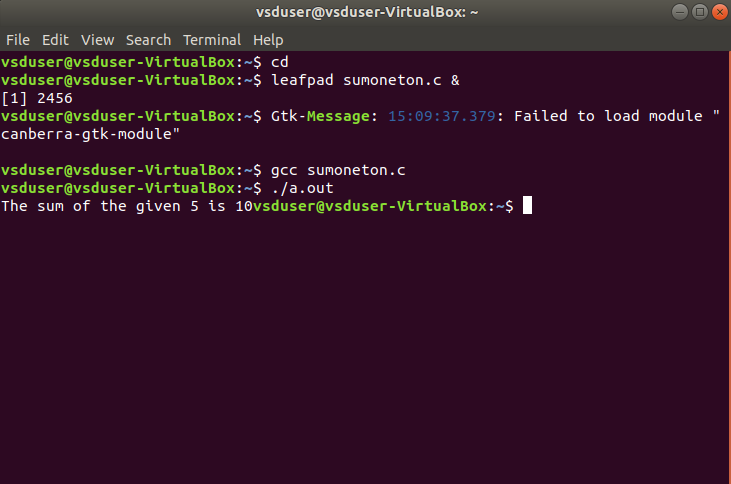 vsduser@vsduser-VirtualBox: ~
File Edit View Search Terminal Help
vsduser@vsduser-VirtualBox:~$ cd
vsduser@vsduser-VirtualBox:~$ leafpad sumoneton.c &
[1] 2456
vsduser@vsduser-VirtualBox:~$ Gtk-Message: 15:09:37.379: Failed to load module "
canberra-gtk-module"
vsduser@vsduser-VirtualBox:~$ gcc sumoneton.c
vsduser@vsduser-VirtualBox:~$ ./a.out
The sum of the given 5 is 10vsduser@vsduser-VirtualBox:~$